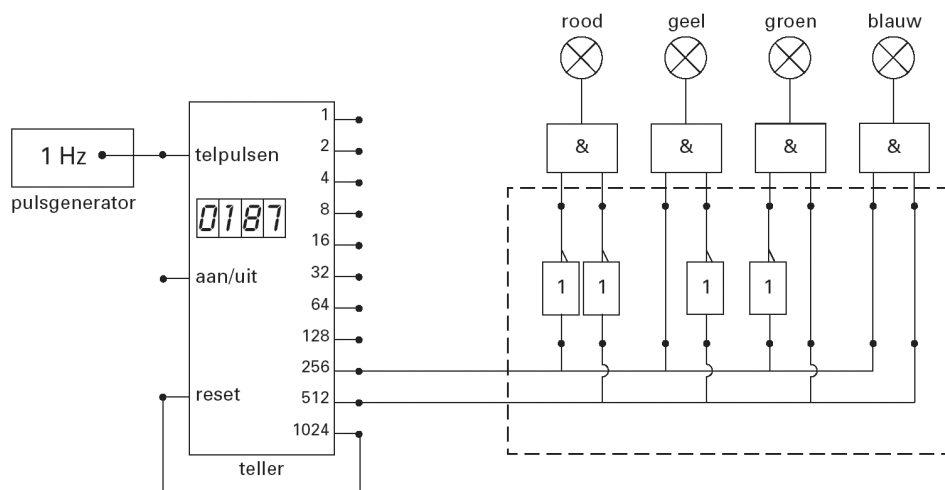 rood geel groen blauw
& & & &
1 Hz
pulsgenerator
telpulsen
0187
aan/uit
reset
1
2
4
8
16
32
64
128
256
512
1024
teller
1 1 1 1